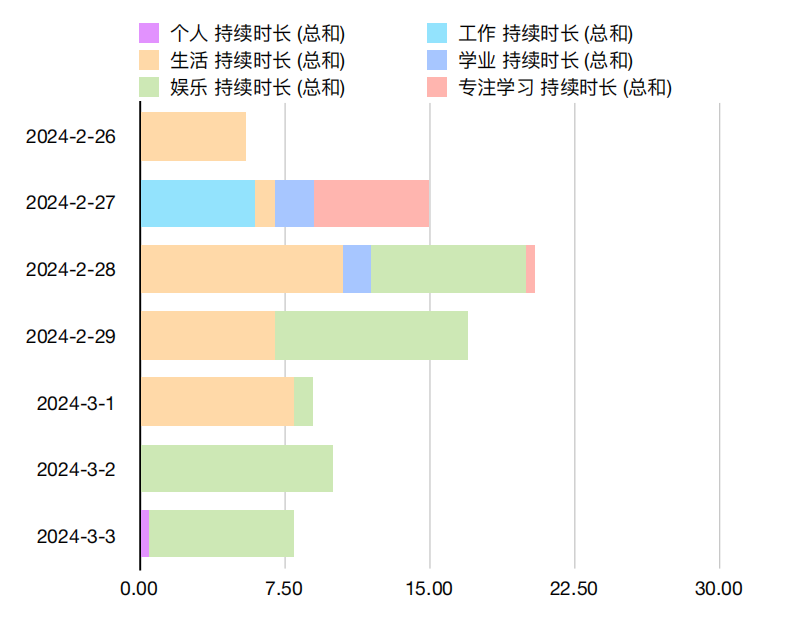 个人 持续时长 (总和) 工作 持续时长 (总和)
生活 持续时长 (总和) 学业 持续时长 (总和)
娱乐 持续时长 (总和) 专注学习 持续时长 (总和)
2024-2-26
2024-2-27
2024-2-28
2024-2-29
2024-3-1
2024-3-2
2024-3-3
0.00 7.50 15.00 22.50 30.00